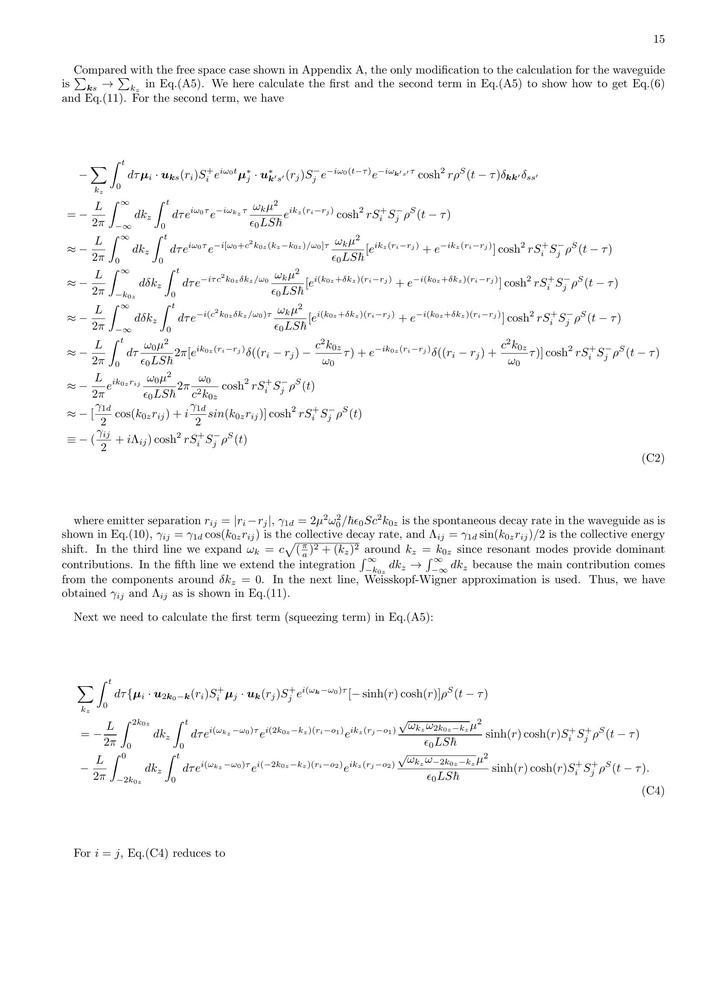 15
Compared with the free space case shown in Appendix A, the only modification to the calculation for the waveguide
is $\sum_{\boldsymbol{k}s} \to \sum_{k_z}$ in Eq.(A5). We here calculate the first and the second term in Eq.(A5) to show how to get Eq.(6)
and Eq.(11). For the second term, we have
$-\sum_{k_z}\int_0^t d\tau \boldsymbol{\mu}_i \cdot \boldsymbol{u}_{\boldsymbol{k}s}(r_i) S_i^+ e^{i\omega_0 t} \boldsymbol{\mu}_j^* \cdot \boldsymbol{u}_{\boldsymbol{k}'s'}^*(r_j) S_j^- e^{-i\omega_0(t-\tau)} e^{-i\omega_{\boldsymbol{k}'s'}\tau} \cosh^2 r \rho^S(t-\tau)\delta_{\boldsymbol{k}\boldsymbol{k}'}\delta_{ss'}$
$= -\frac{L}{2\pi}\int_{-\infty}^{\infty} dk_z \int_0^t d\tau e^{i\omega_0\tau} e^{-i\omega_{k_z}\tau} \frac{\omega_k\mu^2}{\epsilon_0 LS\hbar} e^{ik_z(r_i-r_j)} \cosh^2 r S_i^+ S_j^- \rho^S(t-\tau)$
$\approx -\frac{L}{2\pi}\int_0^{\infty} dk_z \int_0^t d\tau e^{i\omega_0\tau} e^{-i[\omega_0+c^2k_{0z}(k_z-k_{0z})/\omega_0]\tau} \frac{\omega_k\mu^2}{\epsilon_0 LS\hbar} [e^{ik_z(r_i-r_j)} + e^{-ik_z(r_i-r_j)}] \cosh^2 r S_i^+ S_j^- \rho^S(t-\tau)$
$\approx -\frac{L}{2\pi}\int_{-k_{0z}}^{\infty} d\delta k_z \int_0^t d\tau e^{-i\tau c^2 k_{0z}\delta k_z/\omega_0} \frac{\omega_k\mu^2}{\epsilon_0 LS\hbar} [e^{i(k_{0z}+\delta k_z)(r_i-r_j)} + e^{-i(k_{0z}+\delta k_z)(r_i-r_j)}] \cosh^2 r S_i^+ S_j^- \rho^S(t-\tau)$
$\approx -\frac{L}{2\pi}\int_{-\infty}^{\infty} d\delta k_z \int_0^t d\tau e^{-i(c^2 k_{0z}\delta k_z/\omega_0)\tau} \frac{\omega_k\mu^2}{\epsilon_0 LS\hbar} [e^{i(k_{0z}+\delta k_z)(r_i-r_j)} + e^{-i(k_{0z}+\delta k_z)(r_i-r_j)}] \cosh^2 r S_i^+ S_j^- \rho^S(t-\tau)$
$\approx -\frac{L}{2\pi}\int_0^t d\tau \frac{\omega_0\mu^2}{\epsilon_0 LS\hbar} 2\pi[e^{ik_{0z}(r_i-r_j)}\delta((r_i-r_j) - \frac{c^2k_{0z}}{\omega_0}\tau) + e^{-ik_{0z}(r_i-r_j)}\delta((r_i-r_j) + \frac{c^2k_{0z}}{\omega_0}\tau)] \cosh^2 r S_i^+ S_j^- \rho^S(t-\tau)$
$\approx -\frac{L}{2\pi} e^{ik_{0z}r_{ij}} \frac{\omega_0\mu^2}{\epsilon_0 LS\hbar} 2\pi \frac{\omega_0}{c^2k_{0z}} \cosh^2 r S_i^+ S_j^- \rho^S(t)$
$\approx -[\frac{\gamma_{1d}}{2}\cos(k_{0z}r_{ij}) + i\frac{\gamma_{1d}}{2} sin(k_{0z}r_{ij})] \cosh^2 r S_i^+ S_j^- \rho^S(t)$
$\equiv -(\frac{\gamma_{ij}}{2} + i\Lambda_{ij}) \cosh^2 r S_i^+ S_j^- \rho^S(t)$
(C2)
where emitter separation $r_{ij} = |r_i - r_j|$, $\gamma_{1d} = 2\mu^2\omega_0^2/\hbar\epsilon_0 Sc^2 k_{0z}$ is the spontaneous decay rate in the waveguide as is
shown in Eq.(10), $\gamma_{ij} = \gamma_{1d}\cos(k_{0z}r_{ij})$ is the collective decay rate, and $\Lambda_{ij} = \gamma_{1d}\sin(k_{0z}r_{ij})/2$ is the collective energy
shift. In the third line we expand $\omega_k = c\sqrt{(\frac{\pi}{a})^2 + (k_z)^2}$ around $k_z = k_{0z}$ since resonant modes provide dominant
contributions. In the fifth line we extend the integration $\int_{-k_{0z}}^{\infty} dk_z \to \int_{-\infty}^{\infty} dk_z$ because the main contribution comes
from the components around $\delta k_z = 0$. In the next line, Weisskopf-Wigner approximation is used. Thus, we have
obtained $\gamma_{ij}$ and $\Lambda_{ij}$ as is shown in Eq.(11).
Next we need to calculate the first term (squeezing term) in Eq.(A5):
$\sum_{k_z}\int_0^t d\tau\{\boldsymbol{\mu}_i \cdot \boldsymbol{u}_{2\boldsymbol{k}_0-\boldsymbol{k}}(r_i) S_i^+ \boldsymbol{\mu}_j \cdot \boldsymbol{u}_{\boldsymbol{k}}(r_j) S_j^+ e^{i(\omega_{\boldsymbol{k}}-\omega_0)\tau} [-\sinh(r)\cosh(r)]\rho^S(t-\tau)$
$= -\frac{L}{2\pi}\int_0^{2k_{0z}} dk_z \int_0^t d\tau e^{i(\omega_{k_z}-\omega_0)\tau} e^{i(2k_{0z}-k_z)(r_i-o_1)} e^{ik_z(r_j-o_1)} \frac{\sqrt{\omega_{k_z}\omega_{2k_{0z}-k_z}}\mu^2}{\epsilon_0 LS\hbar} \sinh(r)\cosh(r) S_i^+ S_j^+ \rho^S(t-\tau)$
$-\frac{L}{2\pi}\int_{-2k_{0z}}^0 dk_z \int_0^t d\tau e^{i(\omega_{k_z}-\omega_0)\tau} e^{i(-2k_{0z}-k_z)(r_i-o_2)} e^{ik_z(r_j-o_2)} \frac{\sqrt{\omega_{k_z}\omega_{-2k_{0z}-k_z}}\mu^2}{\epsilon_0 LS\hbar} \sinh(r)\cosh(r) S_i^+ S_j^+ \rho^S(t-\tau).$
(C4)
For $i = j$, Eq.(C4) reduces to